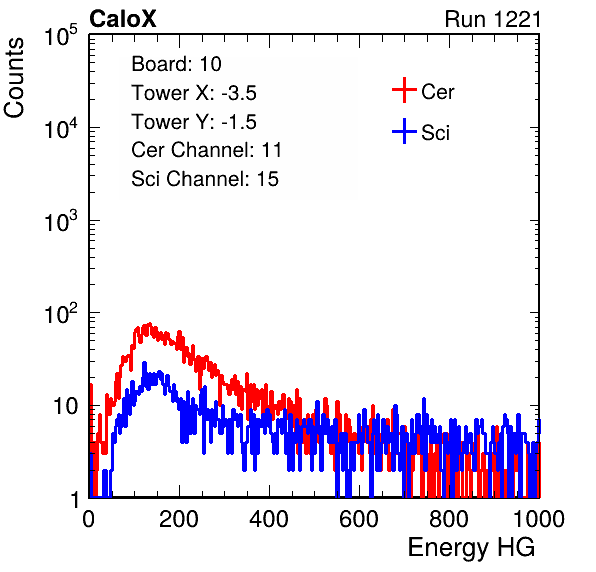 CaloX Run 1221
Counts
Board: 10
Tower X: -3.5
Tower Y: -1.5
Cer Channel: 11
Sci Channel: 15
Cer
Sci
10^5
10^4
10^3
10^2
10
1
0 200 400 600 800 1000
Energy HG